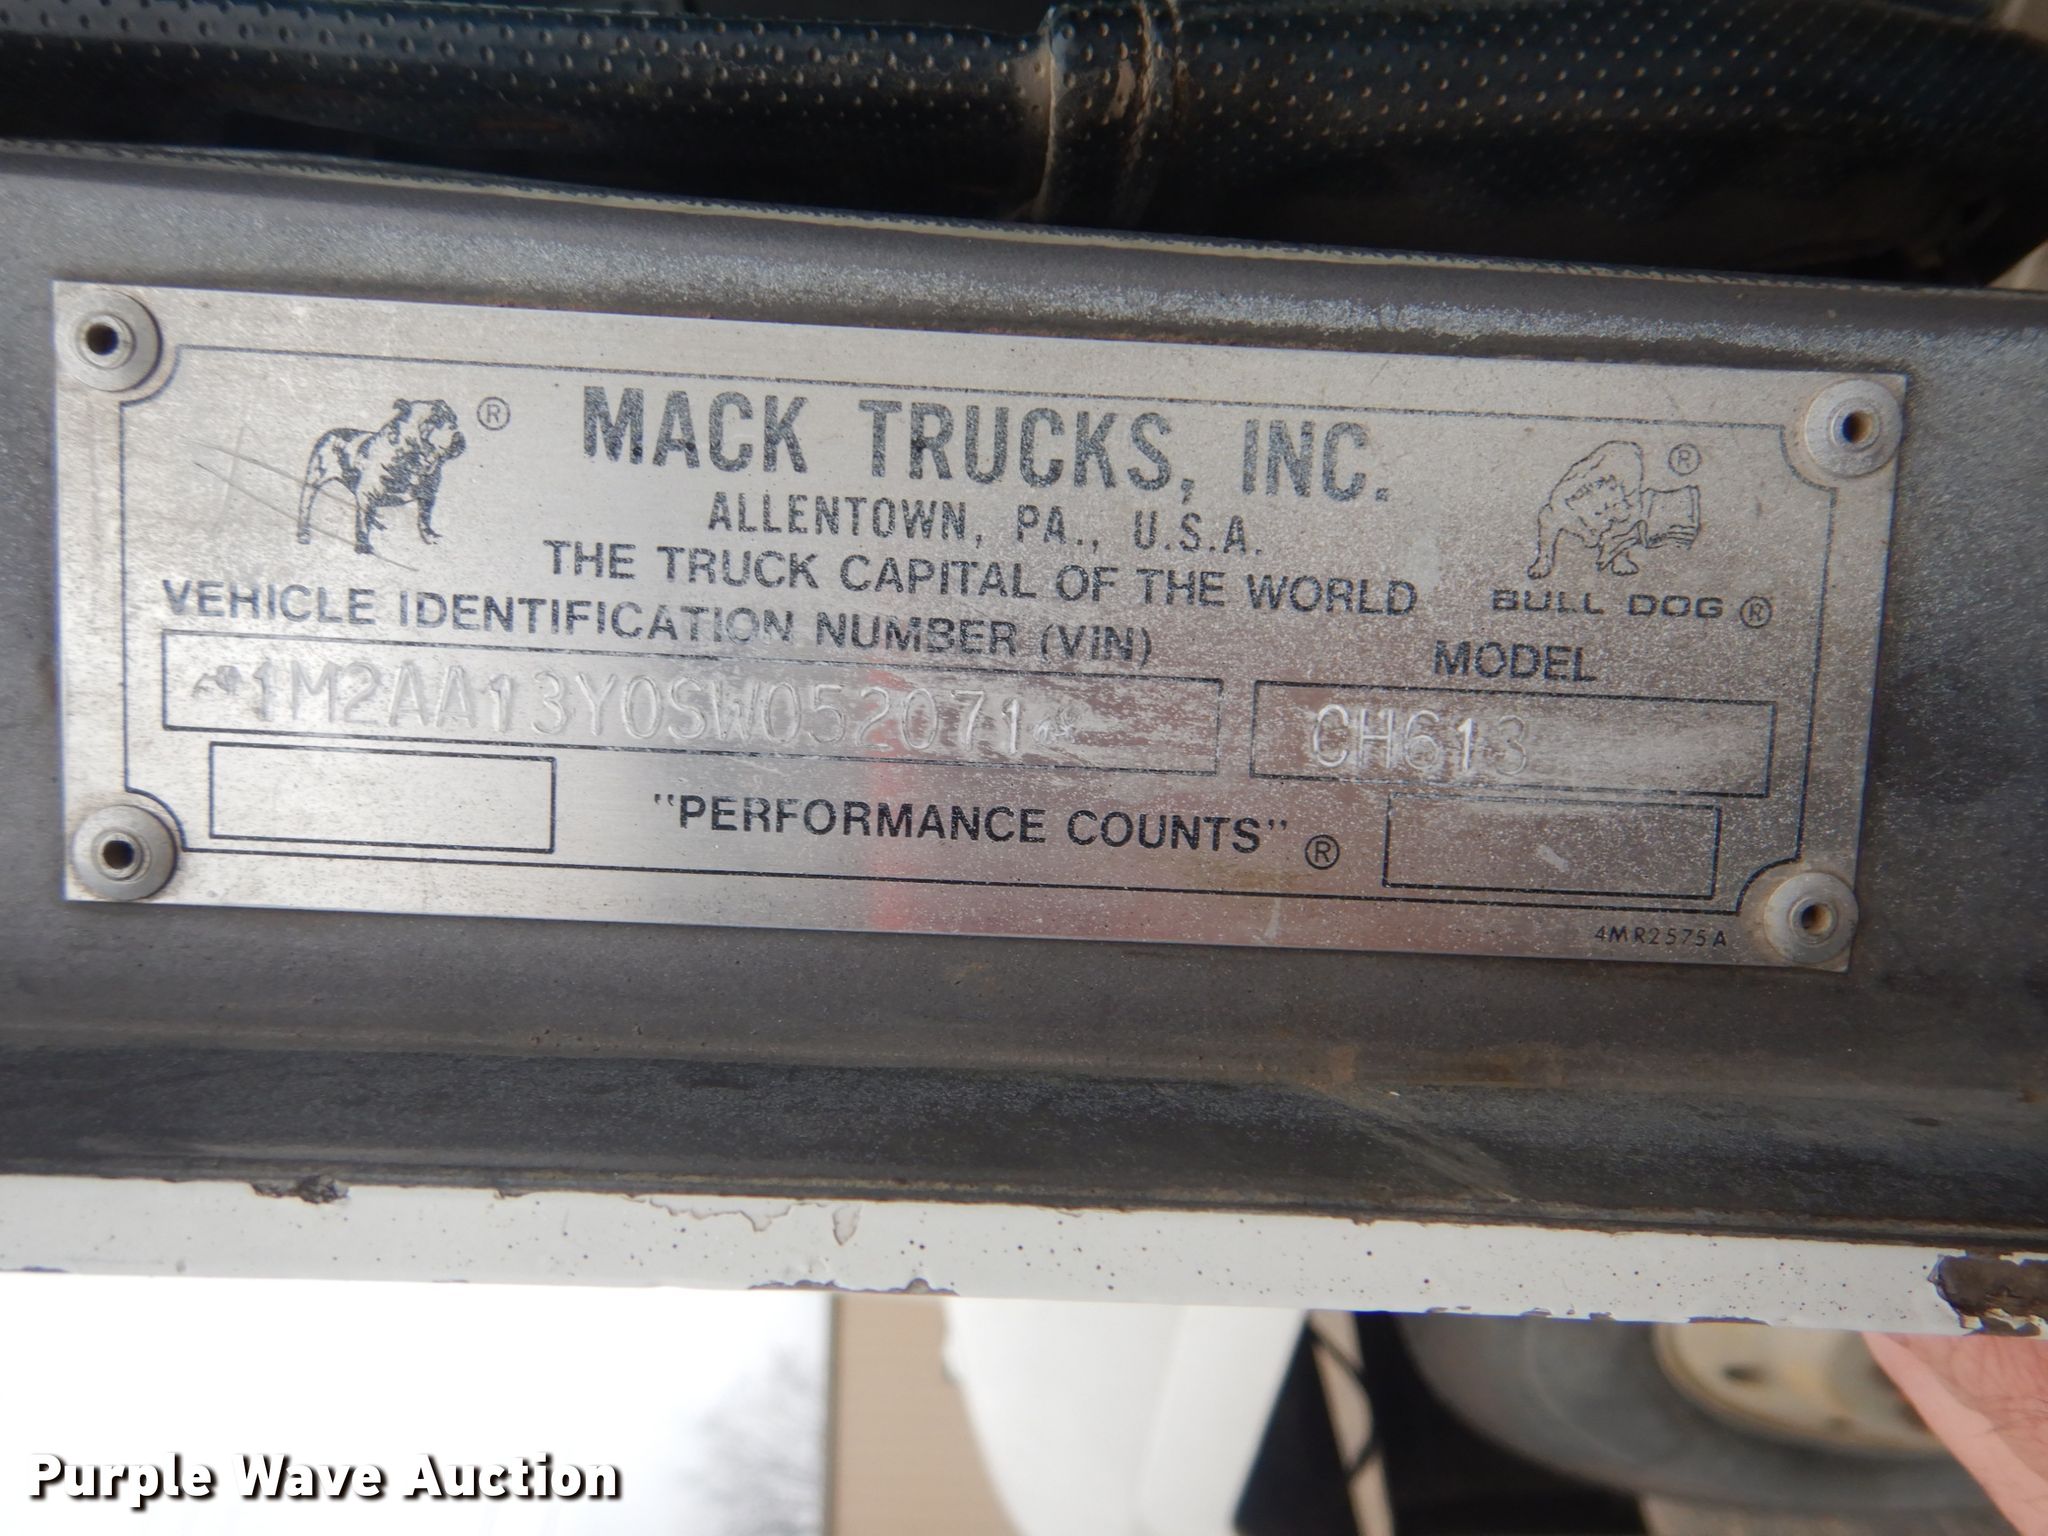 ® MACK TRUCKS, INC. ®
ALLENTOWN, PA., U.S.A.
THE TRUCK CAPITAL OF THE WORLD
BULL DOG ®
VEHICLE IDENTIFICATION NUMBER (VIN)
MODEL
1M2AA13Y0SW052071
CH613
"PERFORMANCE COUNTS" ®
4MR2575A
Purple Wave Auction